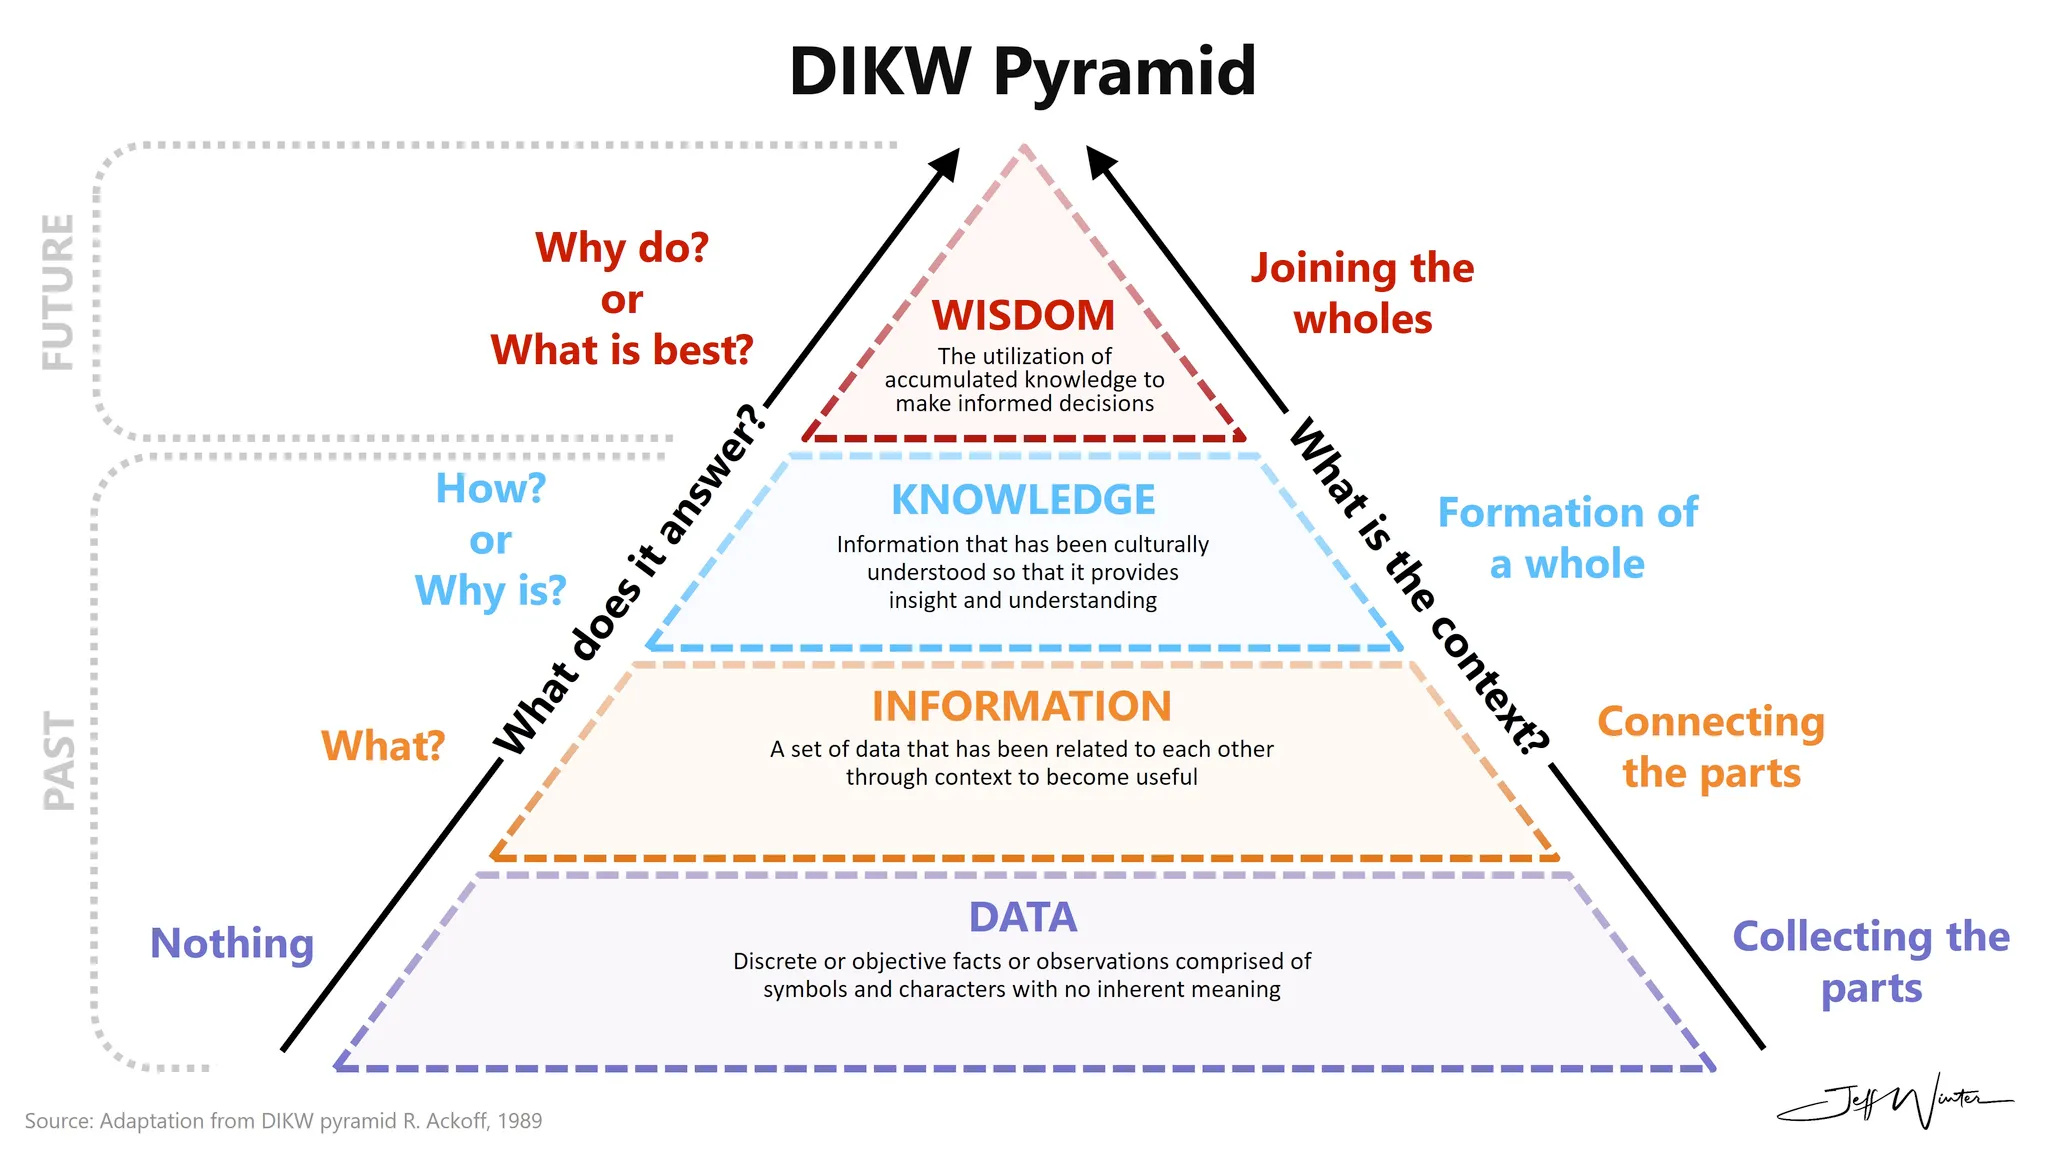 DIKW Pyramid
FUTURE
Why do?
or
What is best?
WISDOM
The utilization of
accumulated knowledge to
make informed decisions
Joining the
wholes
What does it answer?
What is the context?
PAST
How?
or
Why is?
KNOWLEDGE
Information that has been culturally
understood so that it provides
insight and understanding
Formation of
a whole
What?
INFORMATION
A set of data that has been related to each other
through context to become useful
Connecting
the parts
Nothing
DATA
Discrete or objective facts or observations comprised of
symbols and characters with no inherent meaning
Collecting the
parts
Source: Adaptation from DIKW pyramid R. Ackoff, 1989
Jeff Winter